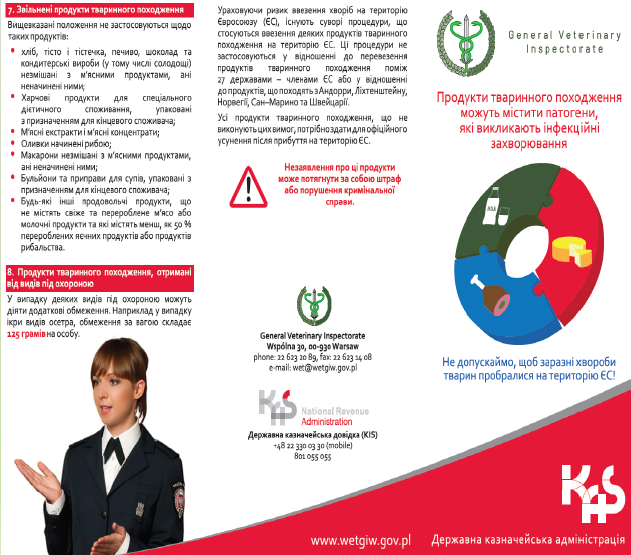 7. Звільнені продукти тваринного походження
Вищевказані положення не застосовуються щодо
таких продуктів:
• хліб, тісто і тістечка, печиво, шоколад та
кондитерські вироби (у тому числі солодощі)
незмішані з м'ясними продуктами, ані
неначинені ними;
• Харчові продукти для спеціального
дієтичного споживання, упаковані
з призначенням для кінцевого споживача;
• М'ясні екстракти і м'ясні концентрати;
• Оливки начинені рибою;
• Макарони незмішані з м'ясними продуктами,
ані неначинені ними;
• Бульйони та приправи для супів, упаковані з
призначенням для кінцевого споживача;
• Будь-які інші продовольчі продукти, що
не містять свіже та перероблене м'ясо або
молочні продукти та які містять менш, як 50 %
перероблених яєчних продуктів або продуктів
рибальства.
8. Продукти тваринного походження, отримані
від видів під охороною
У випадку деяких видів під охороною можуть
діяти додаткові обмеження. Наприклад у випадку
ікри видів осетра, обмеження за вагою складає
125 грамів на особу.
Ураховуючи ризик ввезення хвороб на територію
Євросоюзу (ЄС), існують суворі процедури, що
стосуються ввезення деяких продуктів тваринного
походження на територію ЄС. Ці процедури не
застосовуються у відношенні до перевезення
продуктів тваринного походження поміж
27 державами – членами ЄС або у відношенні
до продуктів, що походять з Андорри, Ліхтенштейну,
Норвегії, Сан–Марино та Швейцарії.
Усі продукти тваринного походження, що не
виконують цих вимог, потрібно здати для офіційного
усунення після прибуття на територію ЄС.
Незаявлення про ці продукти
може потягнути за собою штраф
або порушення кримінальної
справи.
General Veterinary Inspectorate
Wspólna 30, 00-930 Warsaw
phone: 22 623 20 89, fax: 22 623 14 08
e-mail: wet@wetgiw.gov.pl
KAS National Revenue
Administration
Державна казначейська довідка (KIS)
+48 22 330 03 30 (mobile)
801 055 055
General Veterinary
Inspectorate
Продукти тваринного походження
можуть містити патогени,
які викликають інфекційні
захворювання
MILK
Не допускаймо, щоб заразні хвороби
тварин пробралися на територію ЄС!
KAS
www.wetgiw.gov.pl
Державна казначейська адміністрація